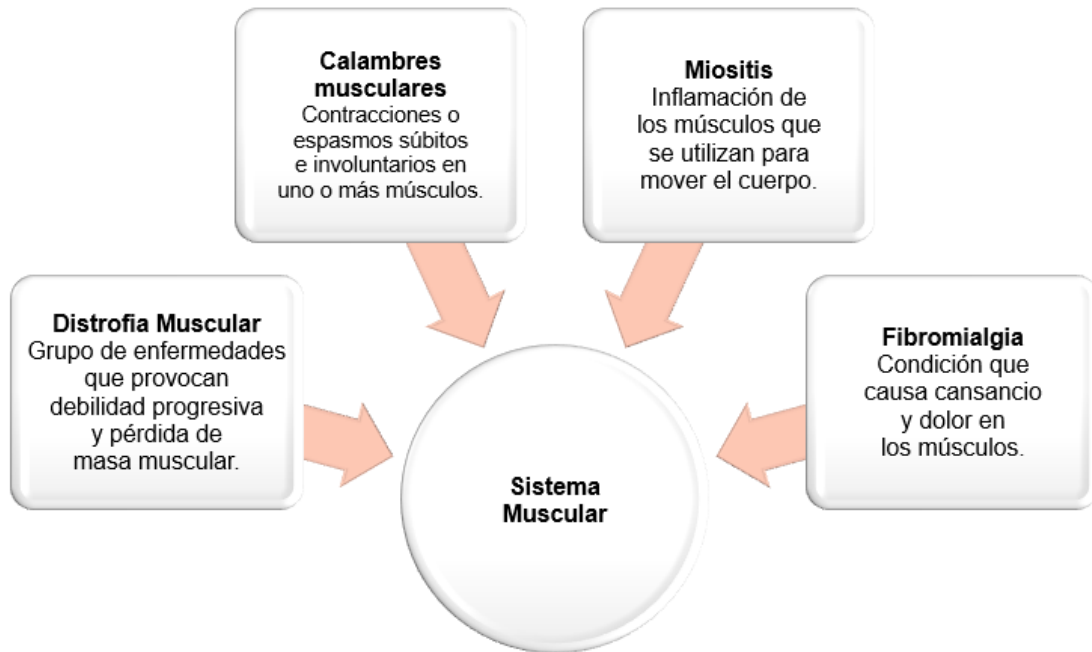 Calambres
musculares
Contracciones o
espasmos súbitos
e involuntarios en
uno o más músculos.
Miositis
Inflamación de
los músculos que
se utilizan para
mover el cuerpo.
Distrofia Muscular
Grupo de enfermedades
que provocan
debilidad progresiva
y pérdida de
masa muscular.
Fibromialgia
Condición que
causa cansancio
y dolor en
los músculos.
Sistema
Muscular